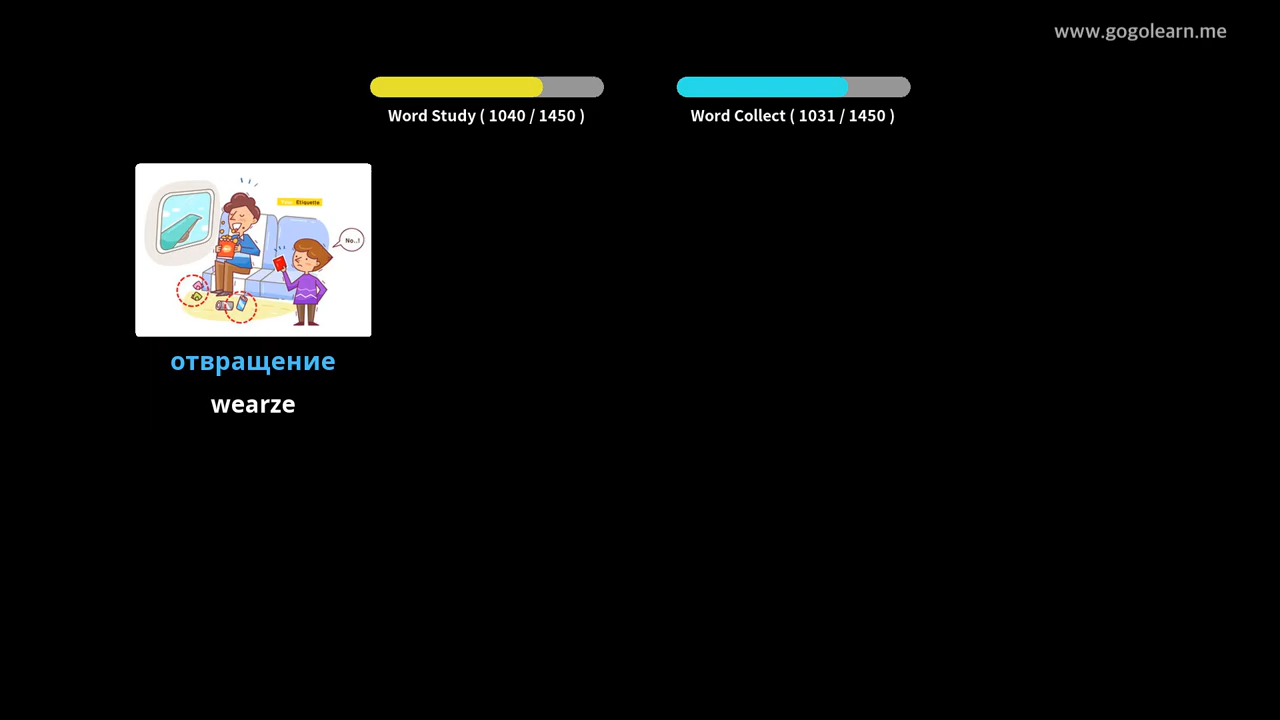 www.gogolearn.me
Word Study ( 1040 / 1450 )
Word Collect ( 1031 / 1450 )
Etiquette
No..!
отвращение
wearze